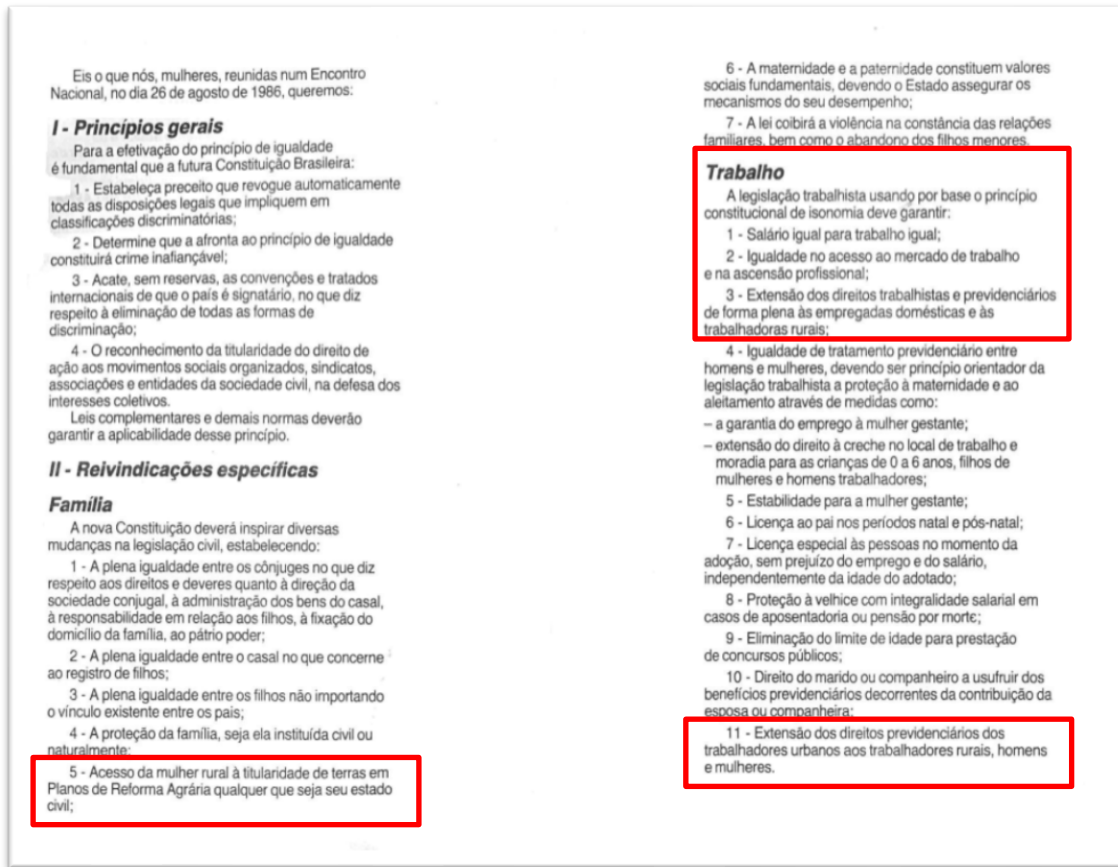 Eis o que nós, mulheres, reunidas num Encontro
Nacional, no dia 26 de agosto de 1986, queremos:
I - Princípios gerais
Para a efetivação do princípio de igualdade
é fundamental que a futura Constituição Brasileira:
1 - Estabeleça preceito que revogue automaticamente
todas as disposições legais que impliquem em
classificações discriminatórias;
2 - Determine que a afronta ao princípio de igualdade
constituirá crime inafiançável;
3 - Acate, sem reservas, as convenções e tratados
internacionais de que o país é signatário, no que diz
respeito à eliminação de todas as formas de
discriminação;
4 - O reconhecimento da titularidade do direito de
ação aos movimentos sociais organizados, sindicatos,
associações e entidades da sociedade civil, na defesa dos
interesses coletivos.
Leis complementares e demais normas deverão
garantir a aplicabilidade desse princípio.
II - Reivindicações específicas
Família
A nova Constituição deverá inspirar diversas
mudanças na legislação civil, estabelecendo:
1 - A plena igualdade entre os cônjuges no que diz
respeito aos direitos e deveres quanto à direção da
sociedade conjugal, à administração dos bens do casal,
à responsabilidade em relação aos filhos, à fixação do
domicílio da família, ao pátrio poder;
2 - A plena igualdade entre o casal no que concerne
ao registro de filhos;
3 - A plena igualdade entre os filhos não importando
o vínculo existente entre os pais;
4 - A proteção da família, seja ela instituída civil ou
naturalmente;
5 - Acesso da mulher rural à titularidade de terras em
Planos de Reforma Agrária qualquer que seja seu estado
civil;
6 - A maternidade e a paternidade constituem valores
sociais fundamentais, devendo o Estado assegurar os
mecanismos do seu desempenho;
7 - A lei coibirá a violência na constância das relações
familiares, bem como o abandono dos filhos menores.
Trabalho
A legislação trabalhista usando por base o princípio
constitucional de isonomia deve garantir:
1 - Salário igual para trabalho igual;
2 - Igualdade no acesso ao mercado de trabalho
e na ascensão profissional;
3 - Extensão dos direitos trabalhistas e previdenciários
de forma plena às empregadas domésticas e às
trabalhadoras rurais;
4 - Igualdade de tratamento previdenciário entre
homens e mulheres, devendo ser princípio orientador da
legislação trabalhista a proteção à maternidade e ao
aleitamento através de medidas como:
– a garantia do emprego à mulher gestante;
– extensão do direito à creche no local de trabalho e
moradia para as crianças de 0 a 6 anos, filhos de
mulheres e homens trabalhadores;
5 - Estabilidade para a mulher gestante;
6 - Licença ao pai nos períodos natal e pós-natal;
7 - Licença especial às pessoas no momento da
adoção, sem prejuízo do emprego e do salário,
independentemente da idade do adotado;
8 - Proteção à velhice com integralidade salarial em
casos de aposentadoria ou pensão por morte;
9 - Eliminação do limite de idade para prestação
de concursos públicos;
10 - Direito do marido ou companheiro a usufruir dos
benefícios previdenciários decorrentes da contribuição da
esposa ou companheira;
11 - Extensão dos direitos previdenciários dos
trabalhadores urbanos aos trabalhadores rurais, homens
e mulheres.